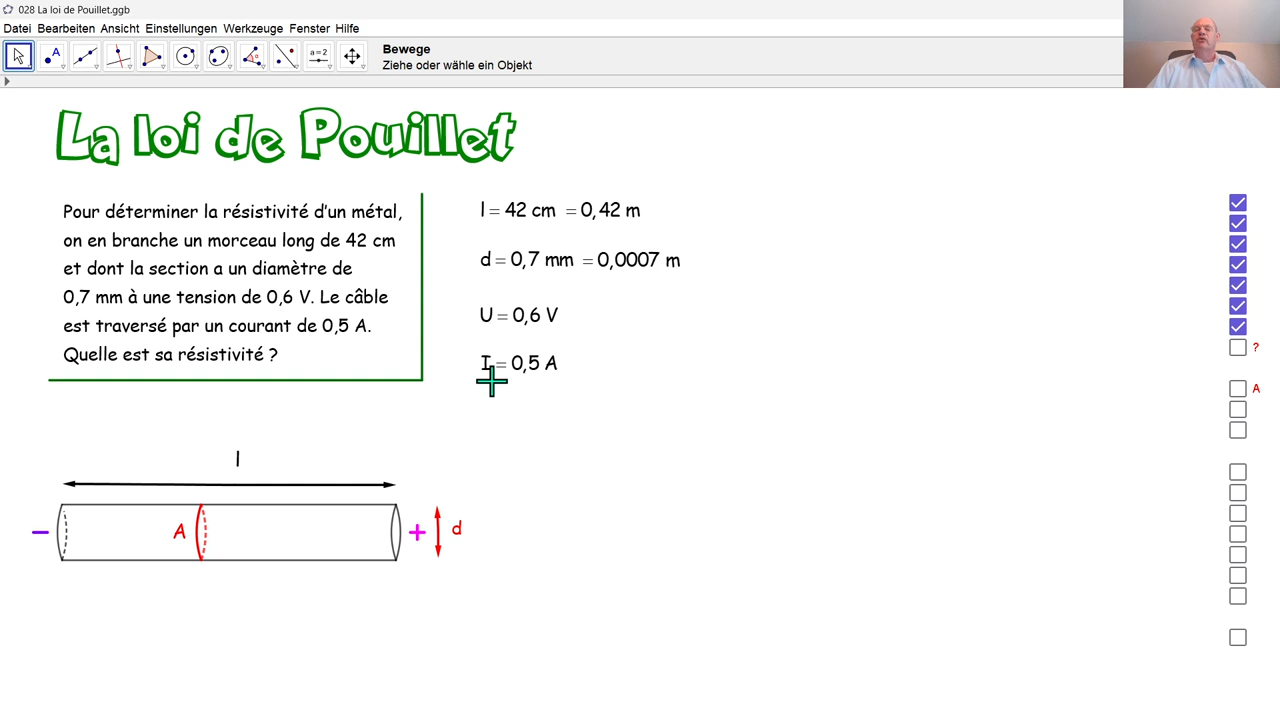 028 La loi de Pouillet.ggb
Datei Bearbeiten Ansicht Einstellungen Werkzeuge Fenster Hilfe
A a=2
Bewege
Ziehe oder wähle ein Objekt
La loi de Pouillet
Pour déterminer la résistivité d'un métal,
on en branche un morceau long de 42 cm
et dont la section a un diamètre de
0,7 mm à une tension de 0,6 V. Le câble
est traversé par un courant de 0,5 A.
Quelle est sa résistivité ?
l = 42 cm = 0,42 m
d = 0,7 mm = 0,0007 m
U = 0,6 V
I = 0,5 A
?
A
l
− A + d